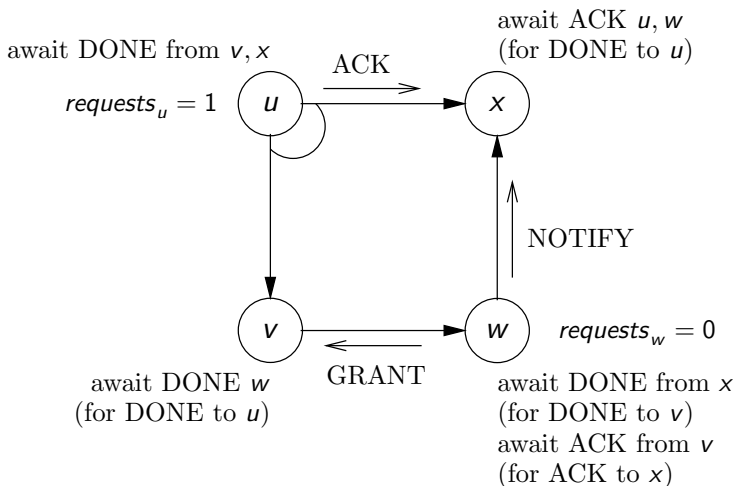 await ACK u, w
await DONE from v, x
(for DONE to u)
ACK
requests_u = 1
u
x
NOTIFY
v
w
requests_w = 0
GRANT
await DONE w
(for DONE to u)
await DONE from x
(for DONE to v)
await ACK from v
(for ACK to x)